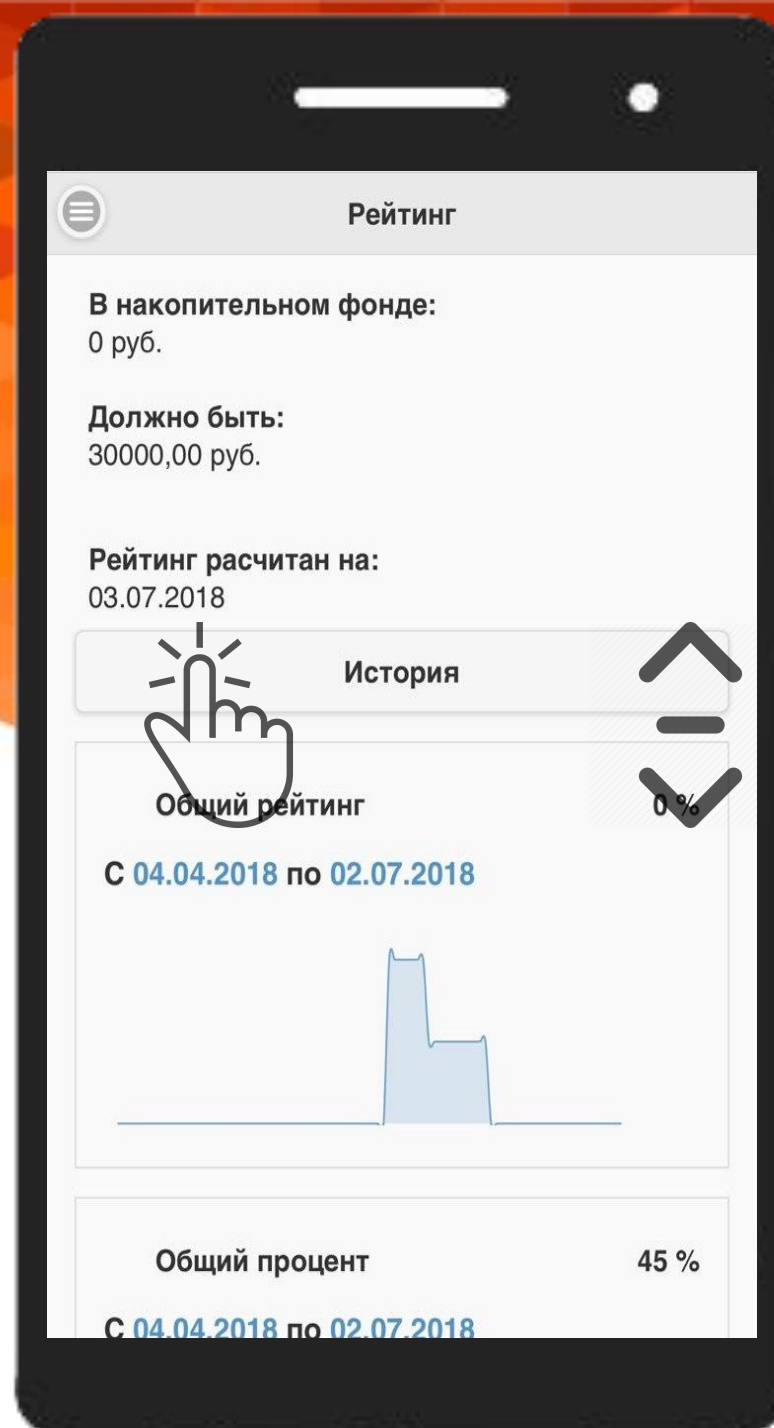 Рейтинг
В накопительном фонде:
0 руб.
Должно быть:
30000,00 руб.
Рейтинг расчитан на:
03.07.2018
История
Общий рейтинг 0 %
С 04.04.2018 по 02.07.2018
Общий процент 45 %
С 04.04.2018 по 02.07.2018